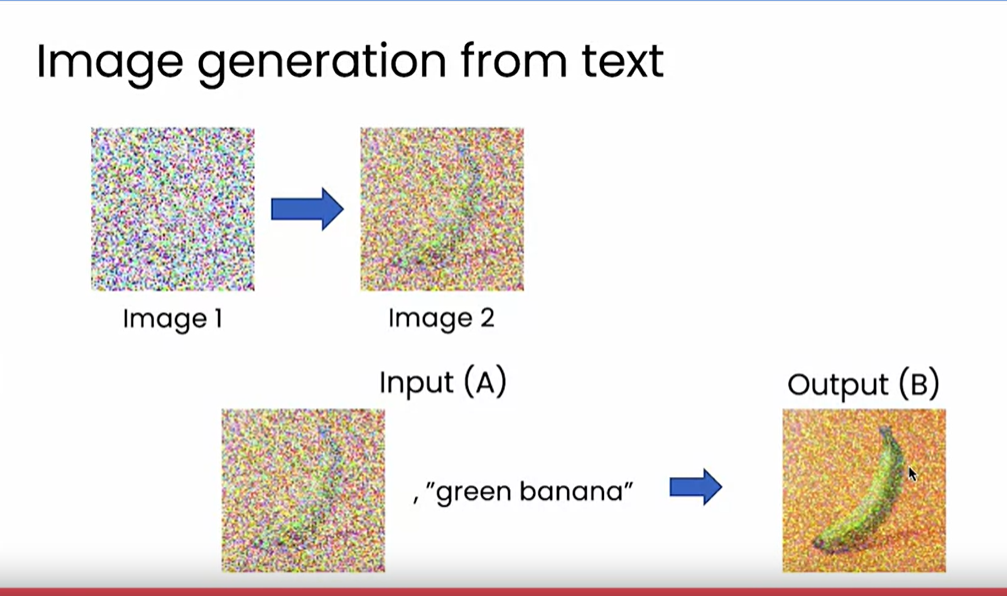 Image generation from text
Image 1
Image 2
Input (A)
Output (B)
, "green banana"